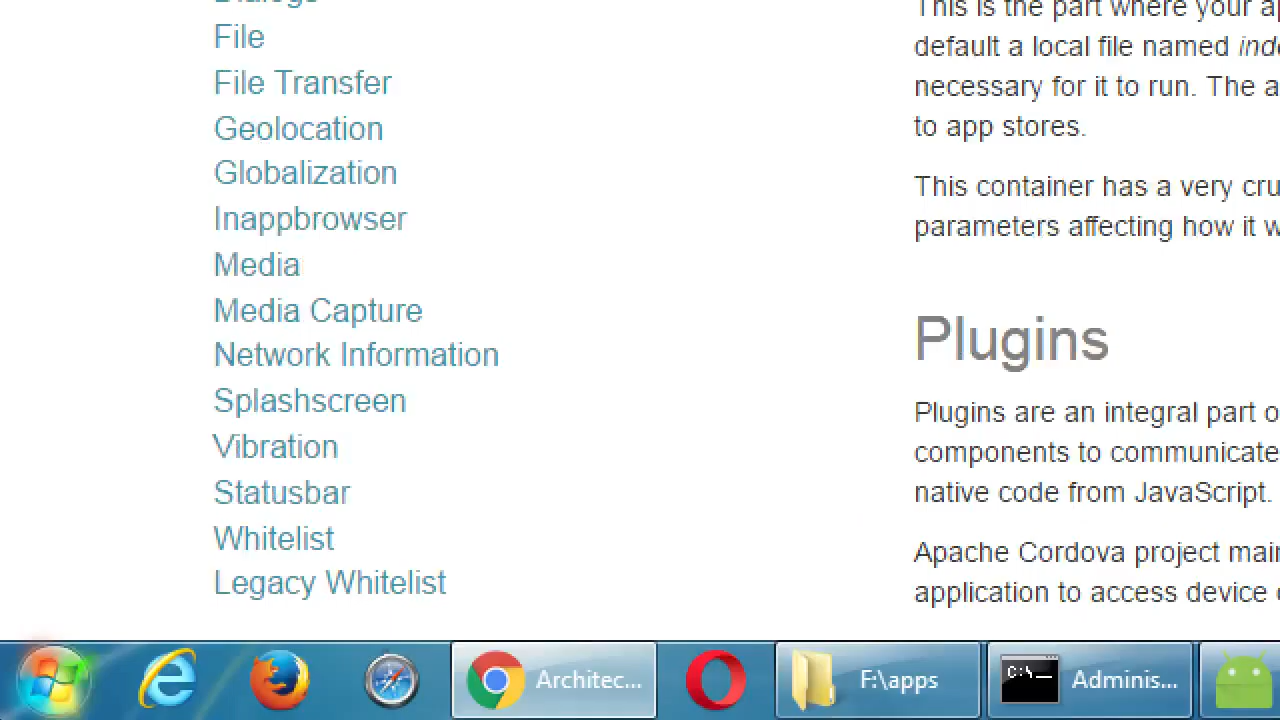 File
File Transfer
Geolocation
Globalization
Inappbrowser
Media
Media Capture
Network Information
Splashscreen
Vibration
Statusbar
Whitelist
Legacy Whitelist
This is the part where your
default a local file named
necessary for it to run. The
to app stores.
This container has a very
parameters affecting how it
Plugins
Plugins are an integral part
components to communicate
native code from JavaScript.
Apache Cordova project
application to access device
Architec...
F:\apps
C:\
Adminis...